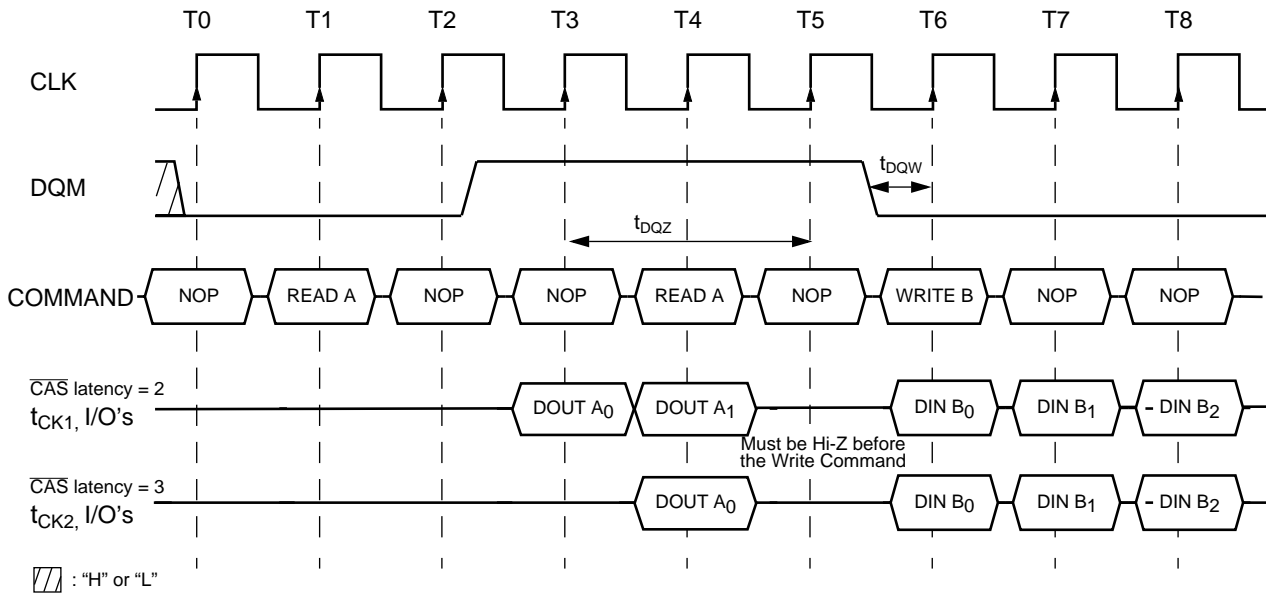 T0 T1 T2 T3 T4 T5 T6 T7 T8
CLK
DQM
tDQW
tDQZ
COMMAND NOP READ A NOP NOP READ A NOP WRITE B NOP NOP
CAS latency = 2
tCK1, I/O's
DOUT A0 DOUT A1 DIN B0 DIN B1 DIN B2
Must be Hi-Z before
the Write Command
CAS latency = 3
tCK2, I/O's
DOUT A0 DIN B0 DIN B1 DIN B2
: “H” or “L”